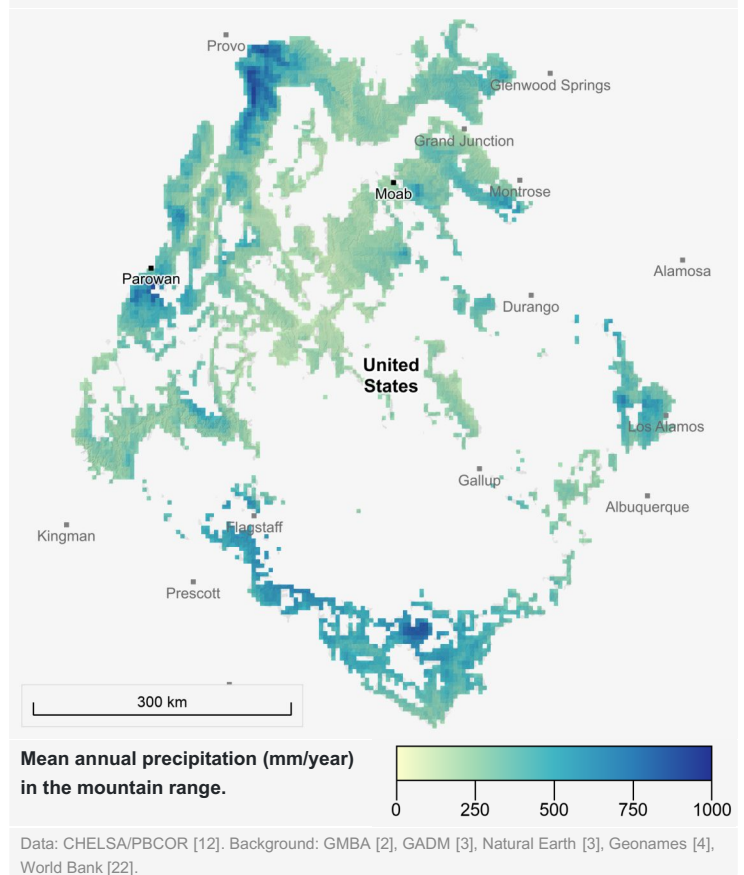 Provo
Glenwood Springs
Grand Junction
Moab
Montrose
Parowan
Alamosa
Durango
United
States
Los Alamos
Gallup
Albuquerque
Kingman
Flagstaff
Prescott
300 km
Mean annual precipitation (mm/year)
in the mountain range.
0 250 500 750 1000
Data: CHELSA/PBCOR [12]. Background: GMBA [2], GADM [3], Natural Earth [3], Geonames [4],
World Bank [22].